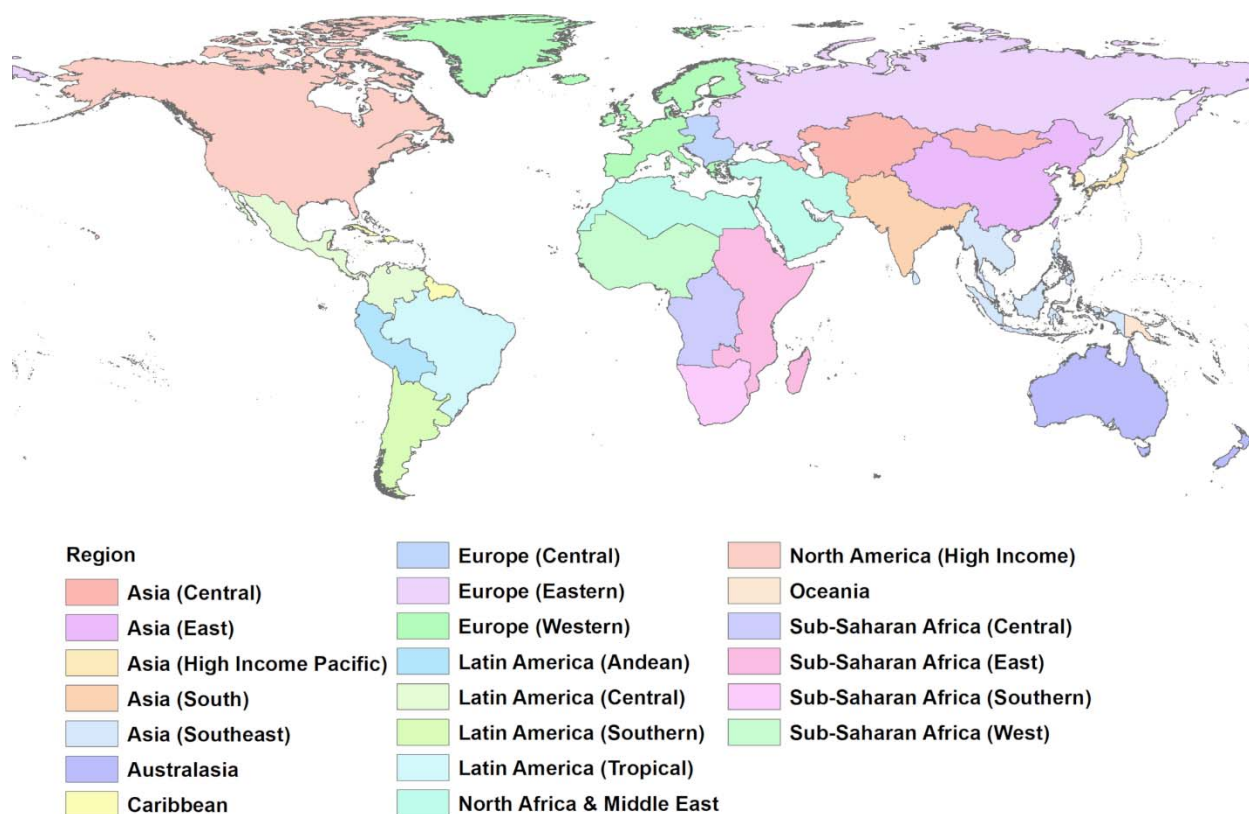 Region
Asia (Central)
Asia (East)
Asia (High Income Pacific)
Asia (South)
Asia (Southeast)
Australasia
Caribbean
Europe (Central)
Europe (Eastern)
Europe (Western)
Latin America (Andean)
Latin America (Central)
Latin America (Southern)
Latin America (Tropical)
North Africa & Middle East
North America (High Income)
Oceania
Sub-Saharan Africa (Central)
Sub-Saharan Africa (East)
Sub-Saharan Africa (Southern)
Sub-Saharan Africa (West)